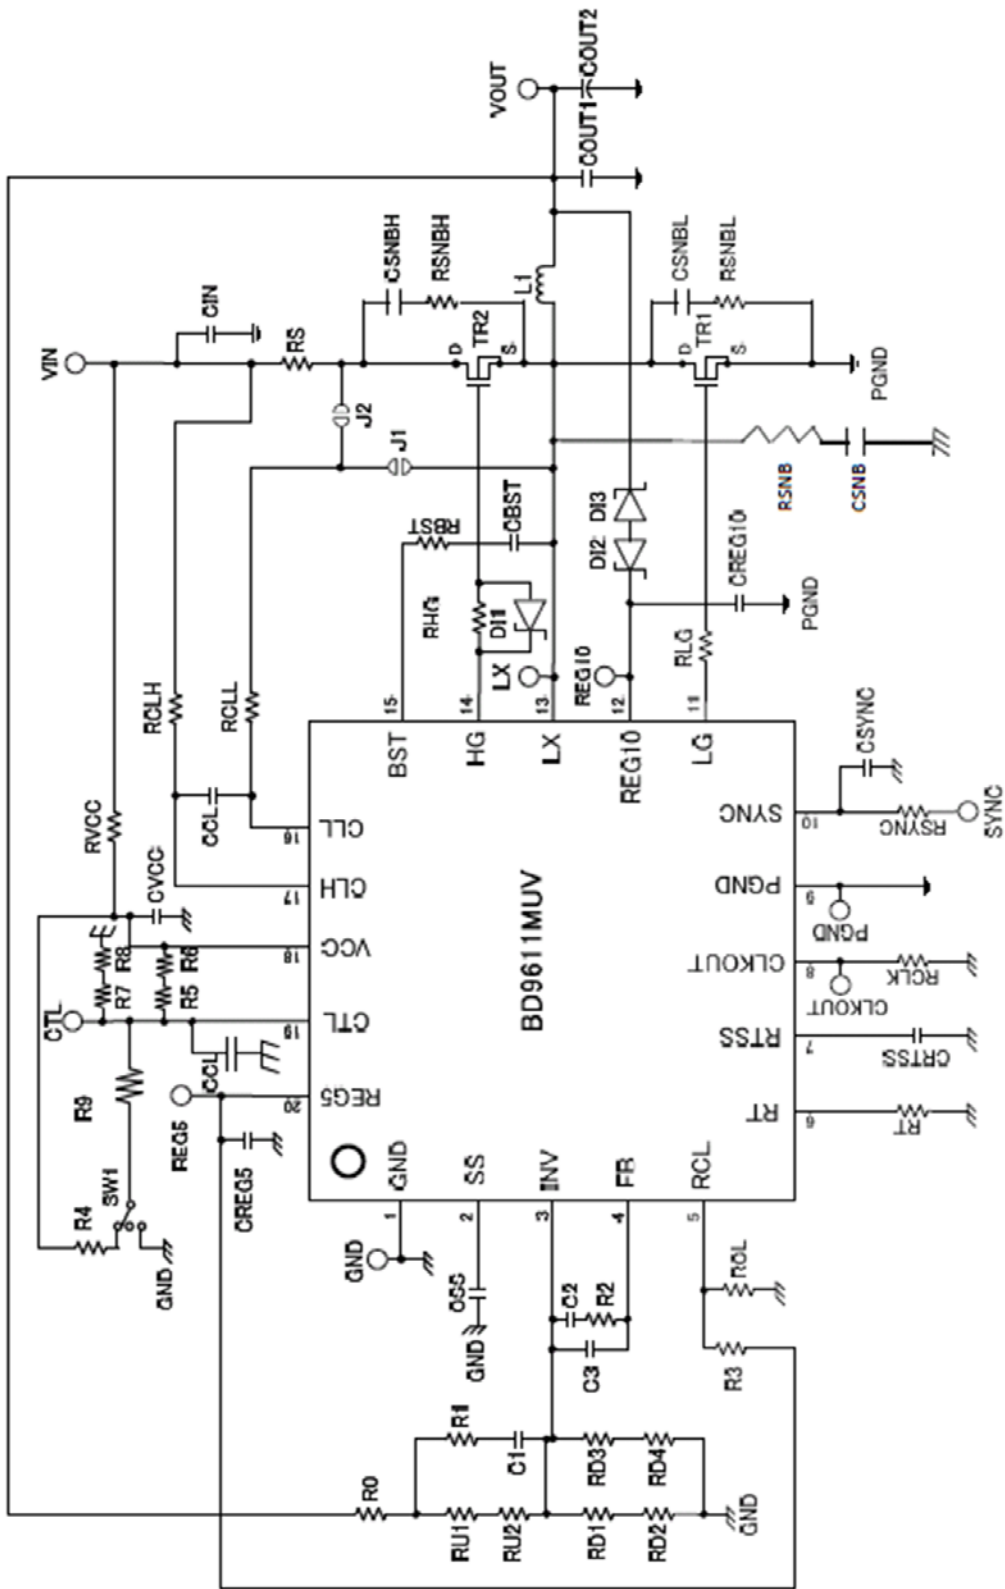 CTL
VIN
VOUT
R4
SW1
R9
R7
R8
CVCC
RVCC
R5
R6
GND
REG5
CCL
RCLH
CIN
CREG5
CCL
RCLL
RS
20
19
18
17
16
J2
REG5
CTL
VCC
CLH
CLL
J1
R0
GND
1
GND
BST
15
RBST
CSNBH
RSNBH
RU1
R1
CSS
2
SS
HG
14
RHG
CBST
TR2
D
S
RU2
C1
GND
LX
DI1
L1
COUT1
COUT2
3
INV
BD9611MUV
LX
13
C2
R2
C3
REG10
DI2
DI3
RD1
RD3
4
FB
REG10
12
RD2
RD4
5
RCL
LG
11
RLG
CSNBL
RSNBL
TR1
D
S
R3
RCL
GND
CREG10
PGND
RSNB
CSNB
PGND
RT
RTSS
CLKOUT
PGND
SYNC
6
7
8
9
10
CLKOUT
PGND
CSYNC
RT
CRTSS
RCLK
RSYNC
SYNC